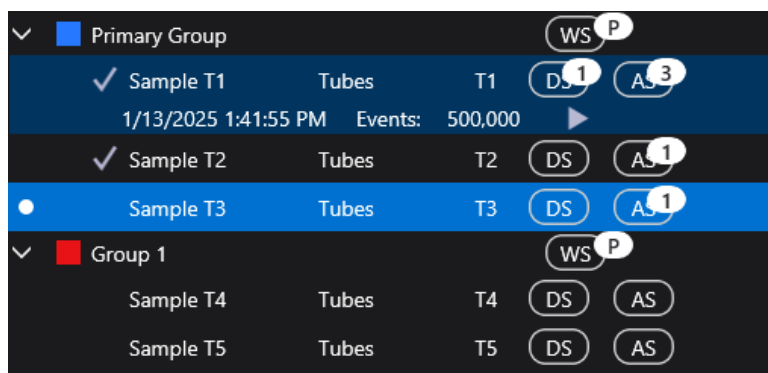 Primary Group WS P
Sample T1 Tubes T1 DS 1 AS 3
1/13/2025 1:41:55 PM Events: 500,000
Sample T2 Tubes T2 DS AS 1
Sample T3 Tubes T3 DS AS 1
Group 1 WS P
Sample T4 Tubes T4 DS AS
Sample T5 Tubes T5 DS AS